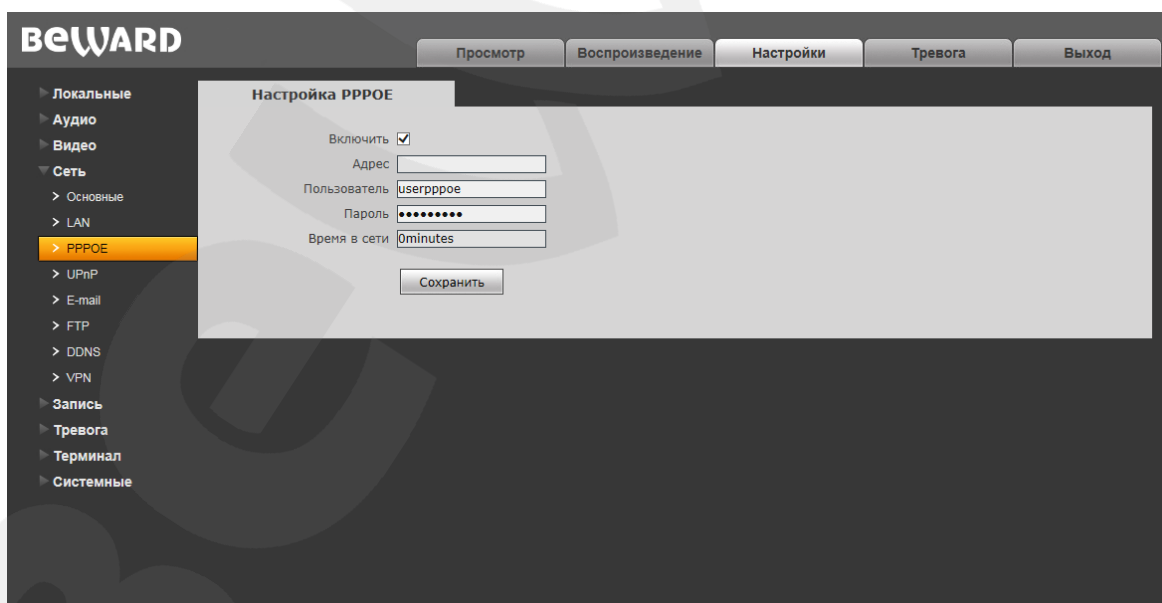 BEWARD
Просмотр Воспроизведение Настройки Тревога Выход
Локальные
Аудио
Видео
Сеть
Основные
LAN
PPPOE
UPnP
E-mail
FTP
DDNS
VPN
Запись
Тревога
Терминал
Системные
Настройка PPPOE
Включить
Адрес
Пользователь userpppoe
Пароль •••••••••
Время в сети 0minutes
Сохранить